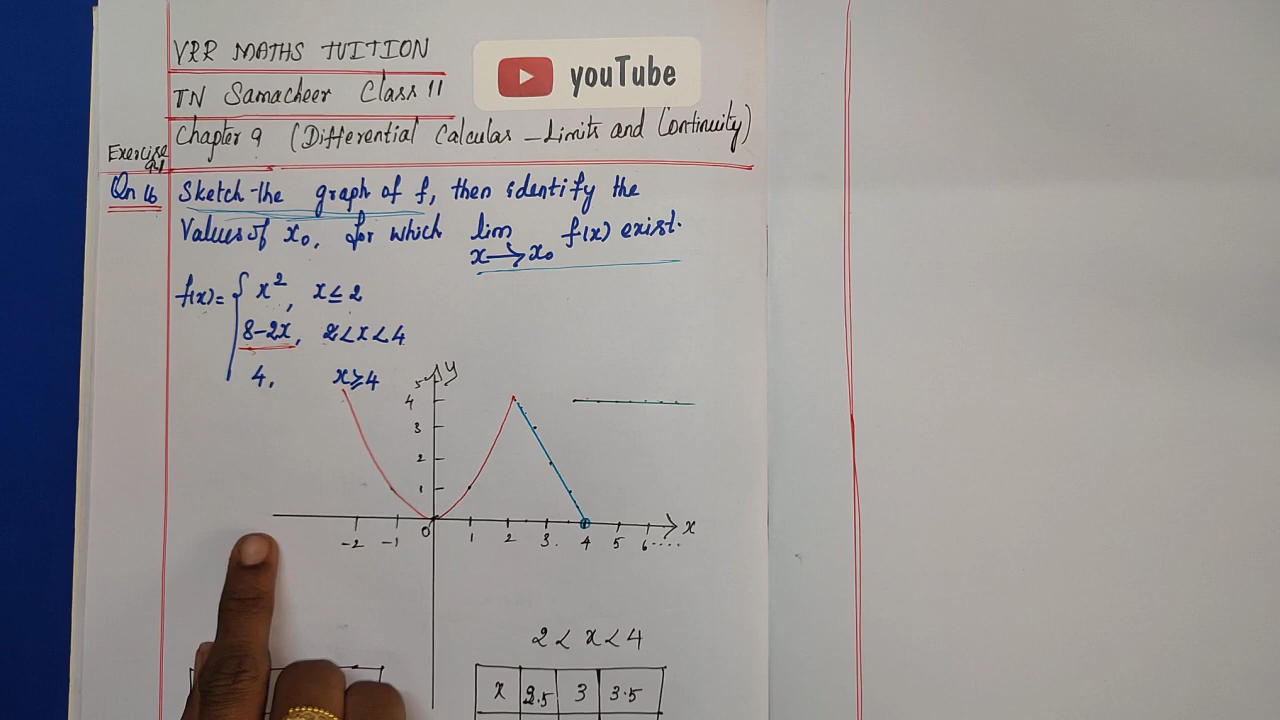 VRR MATHS TUITION
youTube
TN Samacheer Class 11
Chapter 9 (Differential Calculas - Limits and Continuity)
Exercise
9.1
Qn 16 Sketch the graph of f, then identify the
Values of x₀, for which lim f(x) exist.
x→x₀
f(x)= { x², x≤2
8-2x, 2<x<4
4, x≥4
y
5
4
3
2
1
-2 -1 0 1 2 3. 4 5 6.... x
2 < x < 4
x 2.5 3 3.5